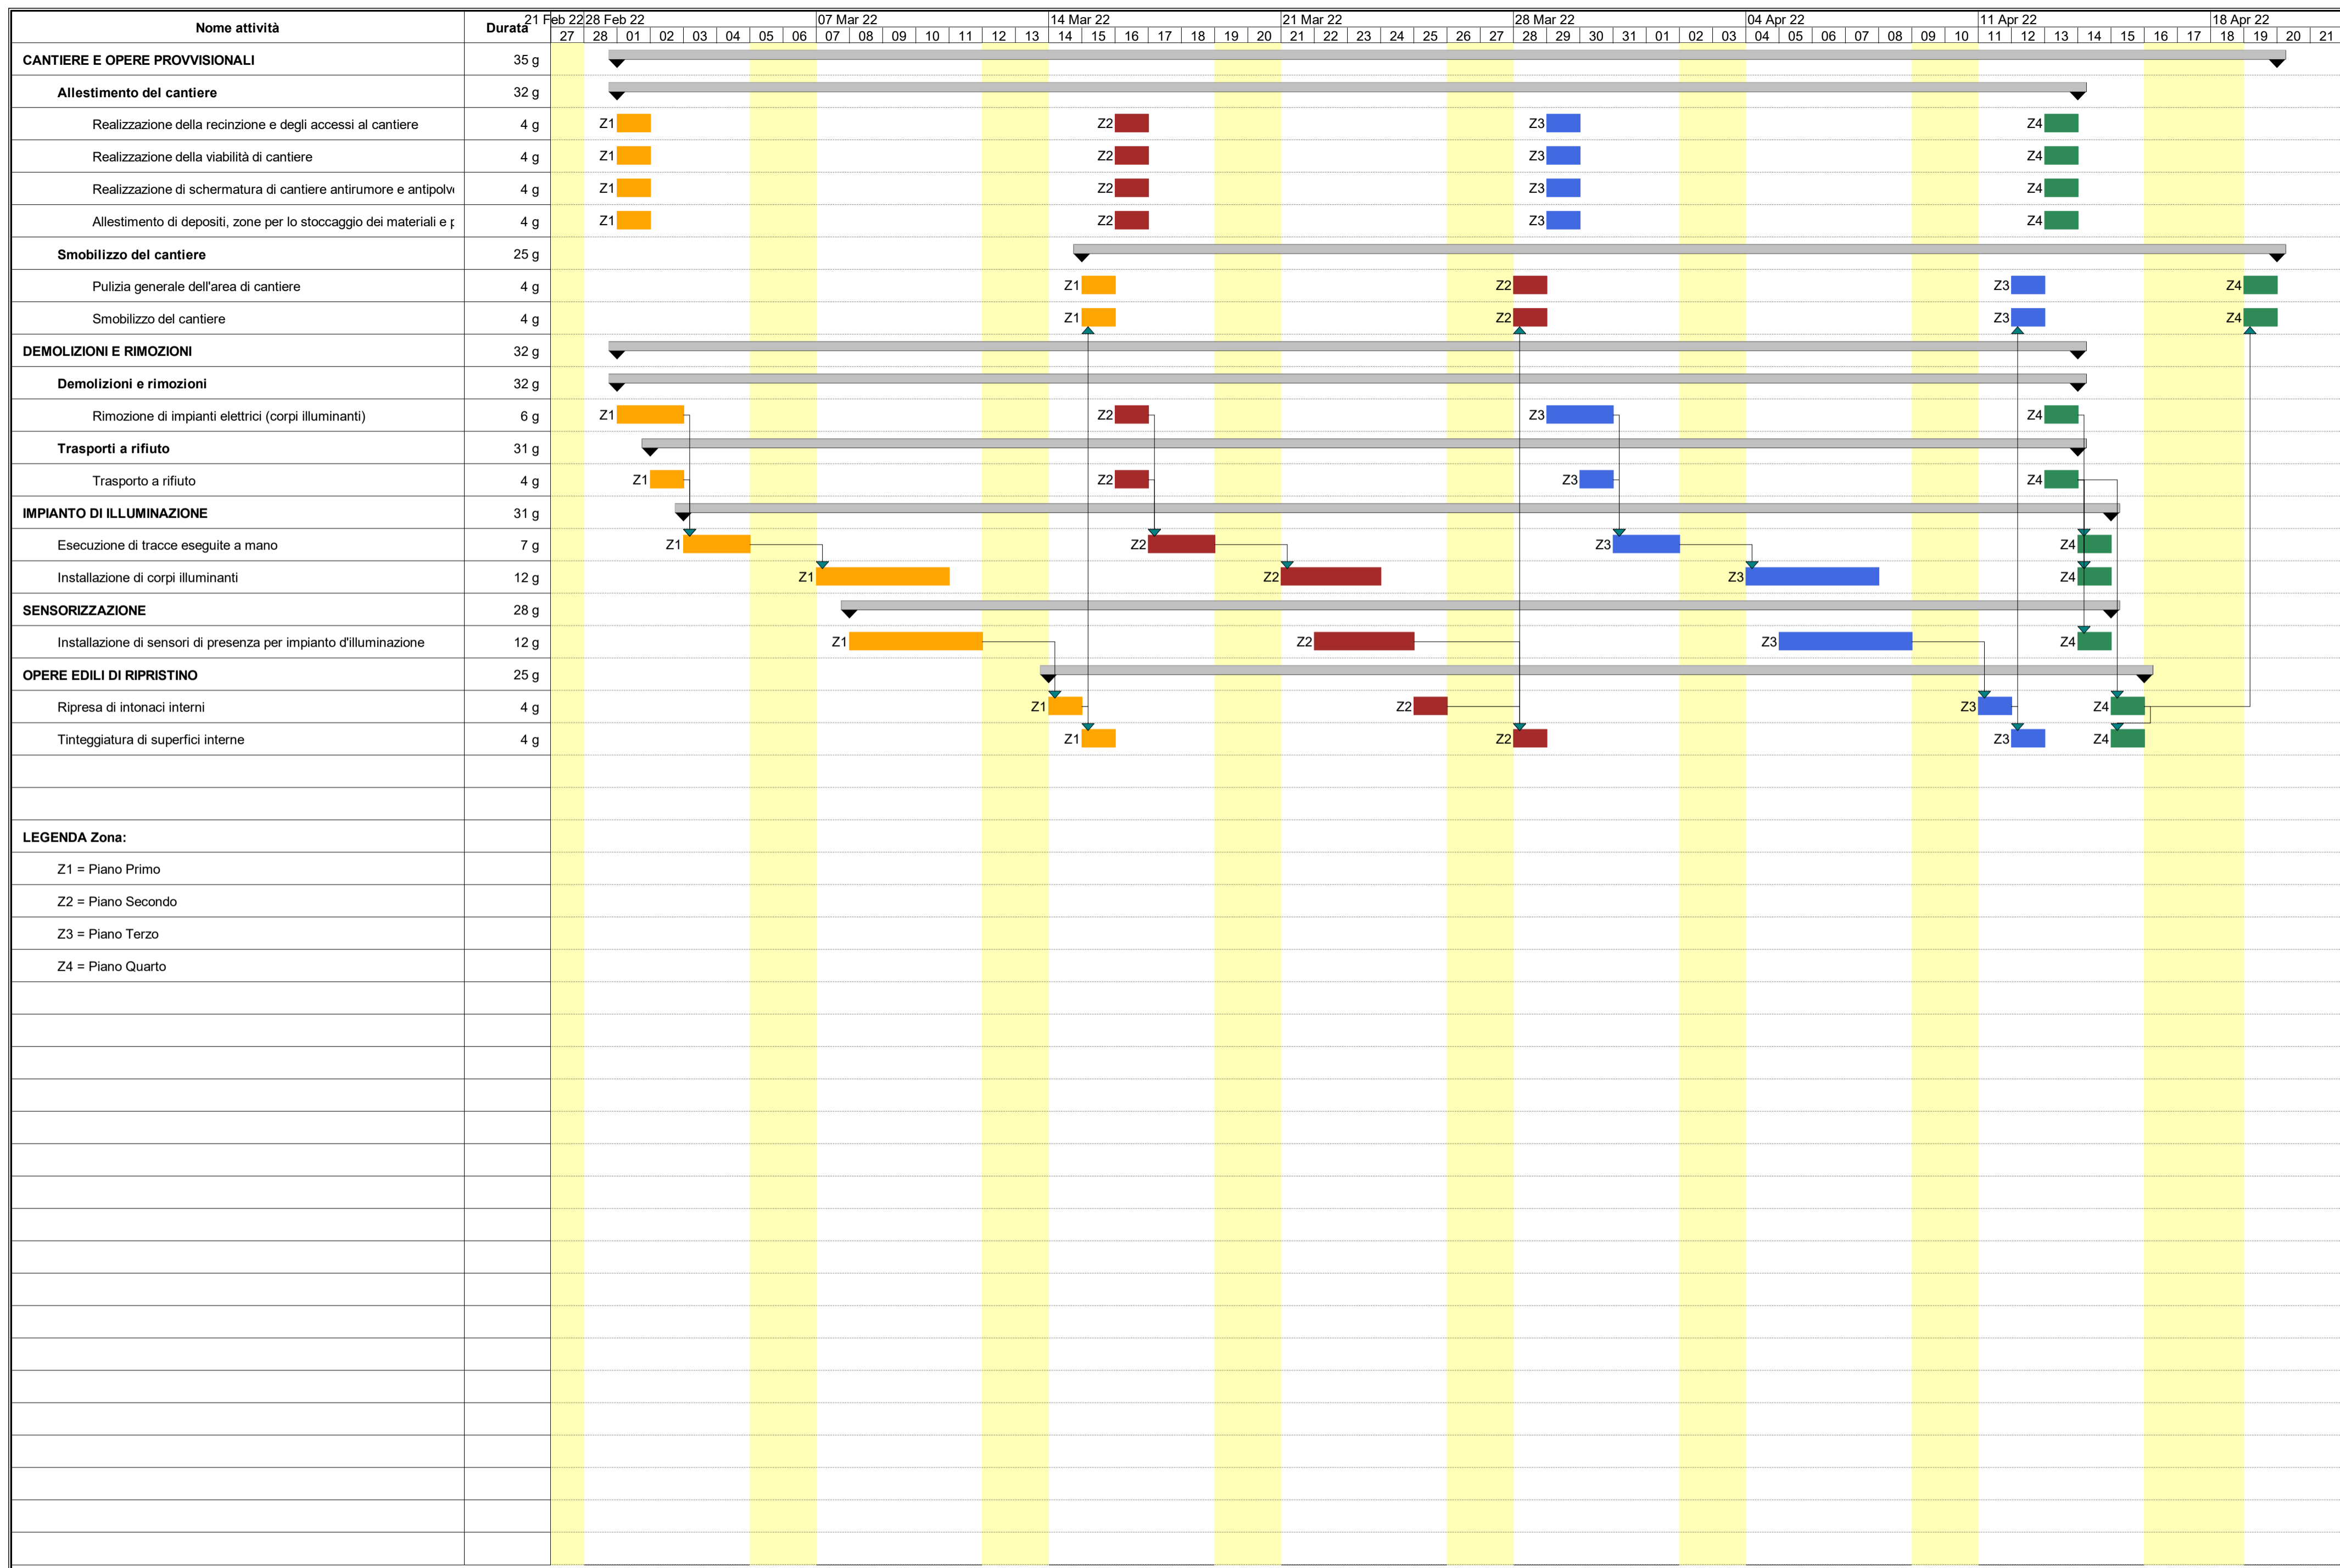 Nome attività Durata 21 Feb 22 28 Feb 22 07 Mar 22 14 Mar 22 21 Mar 22 28 Mar 22 04 Apr 22 11 Apr 22 18 Apr 22
27 28 01 02 03 04 05 06 07 08 09 10 11 12 13 14 15 16 17 18 19 20 21 22 23 24 25 26 27 28 29 30 31 01 02 03 04 05 06 07 08 09 10 11 12 13 14 15 16 17 18 19 20 21
CANTIERE E OPERE PROVVISIONALI 35 g
Allestimento del cantiere 32 g
Realizzazione della recinzione e degli accessi al cantiere 4 g Z1 Z2 Z3 Z4
Realizzazione della viabilità di cantiere 4 g Z1 Z2 Z3 Z4
Realizzazione di schermatura di cantiere antirumore e antipolv 4 g Z1 Z2 Z3 Z4
Allestimento di depositi, zone per lo stoccaggio dei materiali e p 4 g Z1 Z2 Z3 Z4
Smobilizzo del cantiere 25 g
Pulizia generale dell'area di cantiere 4 g Z1 Z2 Z3 Z4
Smobilizzo del cantiere 4 g Z1 Z2 Z3 Z4
DEMOLIZIONI E RIMOZIONI 32 g
Demolizioni e rimozioni 32 g
Rimozione di impianti elettrici (corpi illuminanti) 6 g Z1 Z2 Z3 Z4
Trasporti a rifiuto 31 g
Trasporto a rifiuto 4 g Z1 Z2 Z3 Z4
IMPIANTO DI ILLUMINAZIONE 31 g
Esecuzione di tracce eseguite a mano 7 g Z1 Z2 Z3 Z4
Installazione di corpi illuminanti 12 g Z1 Z2 Z3 Z4
SENSORIZZAZIONE 28 g
Installazione di sensori di presenza per impianto d'illuminazione 12 g Z1 Z2 Z3 Z4
OPERE EDILI DI RIPRISTINO 25 g
Ripresa di intonaci interni 4 g Z1 Z2 Z3 Z4
Tinteggiatura di superfici interne 4 g Z1 Z2 Z3 Z4
LEGENDA Zona:
Z1 = Piano Primo
Z2 = Piano Secondo
Z3 = Piano Terzo
Z4 = Piano Quarto